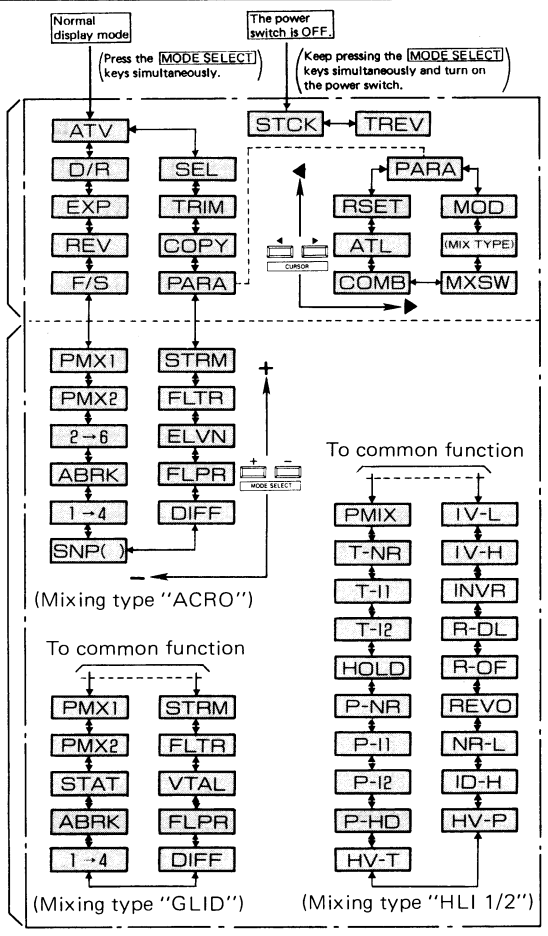 Normal
display mode
The power
switch is OFF.
(Press the MODE SELECT
keys simultaneously.)
(Keep pressing the MODE SELECT
keys simultaneously and turn on
the power switch.)
ATV
STCK
TREV
D/R
SEL
PARA
EXP
TRIM
RSET
MOD
REV
COPY
ATL
(MIX TYPE)
CURSOR
F/S
PARA
COMB
MXSW
PMX1
STRM
+
PMX2
FLTR
2→6
ELVN
ABRK
FLPR
+ −
MODE SELECT
1→4
DIFF
SNP( )
−
(Mixing type "ACRO")
To common function
PMIX
IV-L
T-NR
IV-H
T-I1
INVR
T-I2
R-DL
HOLD
R-OF
P-NR
REVO
P-I1
NR-L
P-I2
ID-H
P-HD
HV-P
HV-T
(Mixing type "HLI 1/2")
To common function
PMX1
STRM
PMX2
FLTR
STAT
VTAL
ABRK
FLPR
1→4
DIFF
(Mixing type "GLID")